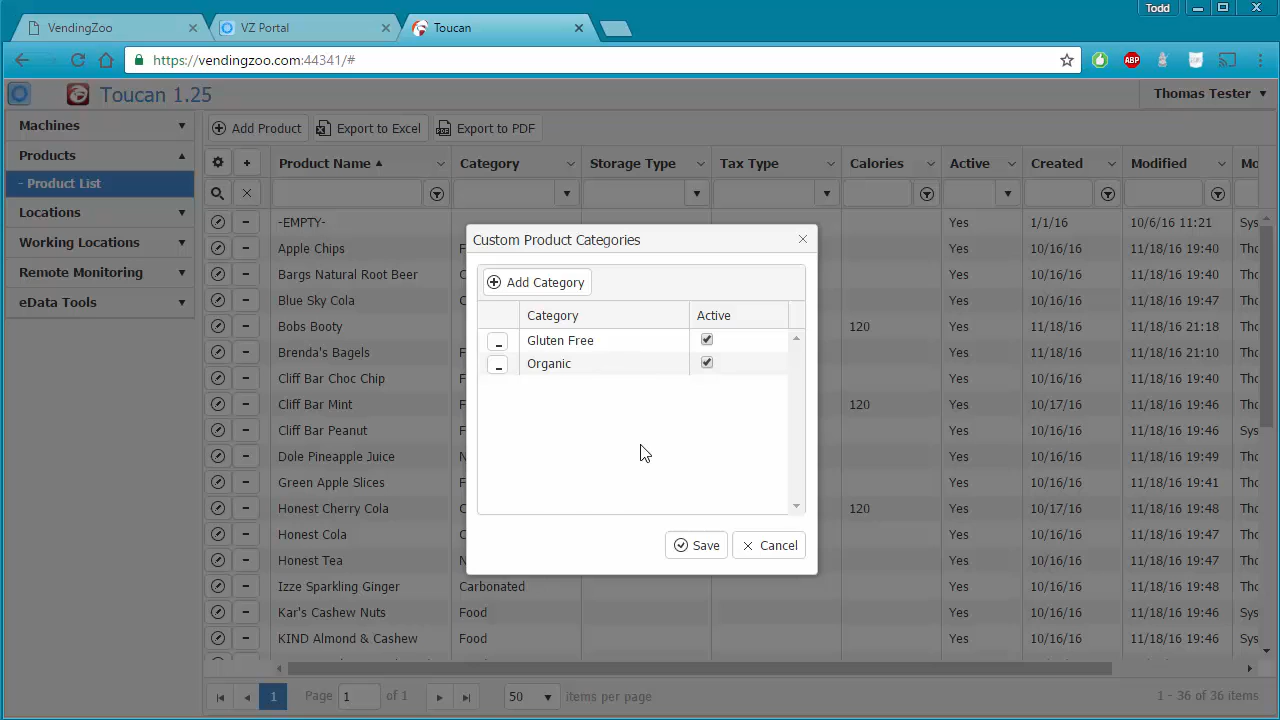 Todd
VendingZoo
VZ Portal
Toucan
https://vendingzoo.com:44341/#
ABP
Toucan 1.25
Thomas Tester
Machines
Products
- Product List
Locations
Working Locations
Remote Monitoring
eData Tools
Add Product Export to Excel Export to PDF
Product Name Category Storage Type Tax Type Calories Active Created Modified Mo
-EMPTY- Yes 1/1/16 10/6/16 11:21 Sys
Apple Chips F Yes 10/16/16 11/18/16 19:40 Tho
Bargs Natural Root Beer C Yes 10/16/16 11/18/16 19:40 Tho
Blue Sky Cola C Yes 10/16/16 11/18/16 19:47 Tho
Bobs Booty F 120 Yes 11/18/16 11/18/16 21:18 Tho
Brenda's Bagels F Yes 11/18/16 11/18/16 21:10 Tho
Cliff Bar Choc Chip F Yes 10/16/16 11/18/16 19:40 Tho
Cliff Bar Mint F 120 Yes 10/17/16 11/18/16 19:46 Tho
Cliff Bar Peanut F Yes 10/16/16 11/18/16 19:46 Sys
Dole Pineapple Juice N Yes 10/16/16 11/18/16 19:49 Tho
Green Apple Slices F Yes 10/16/16 11/18/16 19:41 Tho
Honest Cherry Cola C 120 Yes 10/17/16 11/18/16 19:48 Tho
Honest Cola C Yes 10/16/16 11/18/16 19:47 Tho
Honest Tea N Yes 10/16/16 11/18/16 19:48 Tho
Izze Sparkling Ginger Carbonated Yes 10/16/16 11/18/16 19:48 Tho
Kar's Cashew Nuts Food Yes 10/16/16 11/18/16 19:46 Sys
KIND Almond & Cashew Food Yes 10/16/16 11/18/16 19:46 Sys
Custom Product Categories
Add Category
Category Active
Gluten Free
Organic
Save Cancel
1 Page 1 of 1 50 items per page 1 - 36 of 36 items